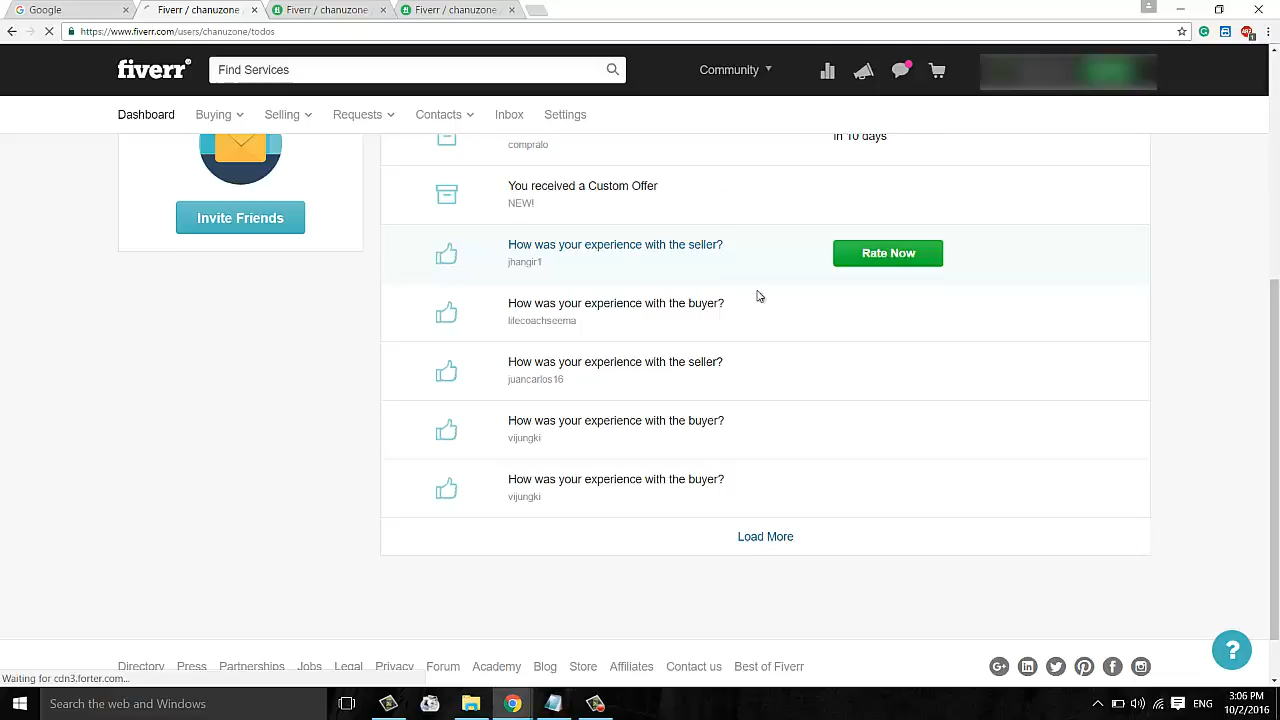 Google
Fiverr / chanuzone
Fiverr / chanuzone
Fiverr / chanuzone
https://www.fiverr.com/users/chanuzone/todos
fiverr®
Find Services
Community
Dashboard
Buying
Selling
Requests
Contacts
Inbox
Settings
in 10 days
compralo
You received a Custom Offer
NEW!
Invite Friends
How was your experience with the seller?
jhangir1
Rate Now
How was your experience with the buyer?
lifecoachseema
How was your experience with the seller?
juancarlos16
How was your experience with the buyer?
vijungki
How was your experience with the buyer?
vijungki
Load More
?
Directory Press Partnerships Jobs Legal Privacy Forum Academy Blog Store Affiliates Contact us Best of Fiverr
Waiting for cdn3.forter.com...
Search the web and Windows
ENG
3:06 PM
10/2/2016